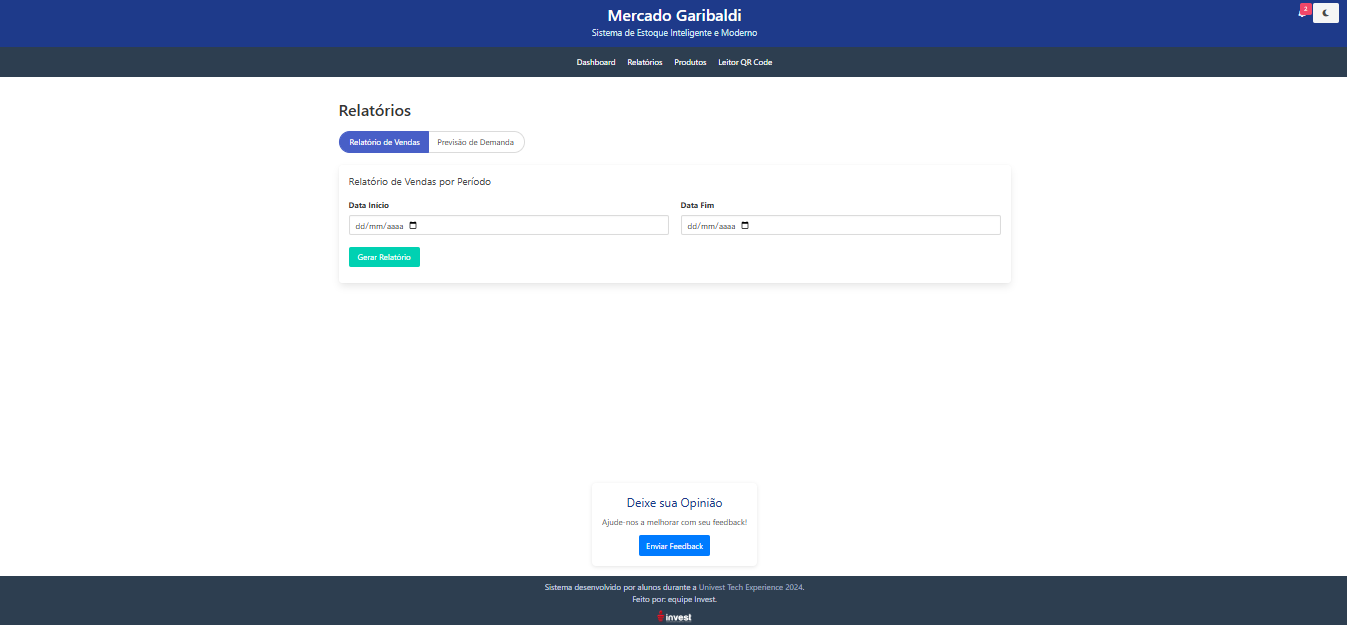 Mercado Garibaldi
2
Sistema de Estoque Inteligente e Moderno
Dashboard Relatórios Produtos Leitor QR Code
Relatórios
Relatório de Vendas Previsão de Demanda
Relatório de Vendas por Período
Data Início Data Fim
dd/mm/aaaa dd/mm/aaaa
Gerar Relatório
Deixe sua Opinião
Ajude-nos a melhorar com seu feedback!
Enviar Feedback
Sistema desenvolvido por alunos durante a Univest Tech Experience 2024.
Feito por: equipe Invest.
invest